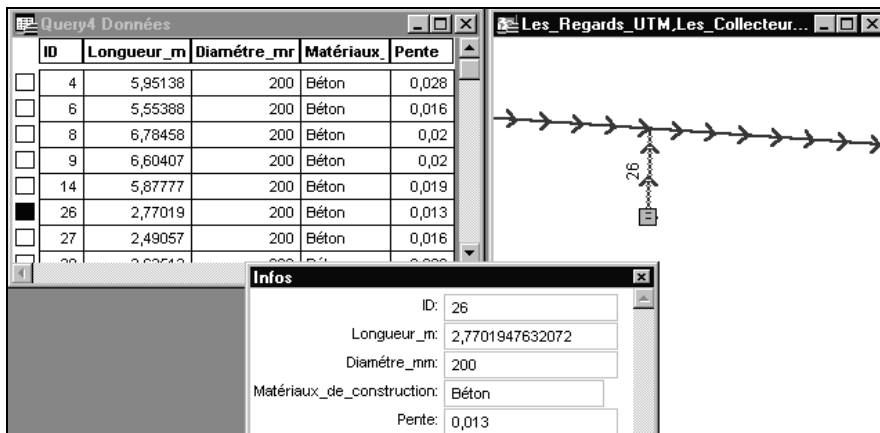 Query4 Données
ID Longueur_m Diamétre_mr Matériaux_ Pente
4 5,95138 200 Béton 0,028
6 5,55388 200 Béton 0,016
8 6,78458 200 Béton 0,02
9 6,60407 200 Béton 0,02
14 5,87777 200 Béton 0,019
26 2,77019 200 Béton 0,013
27 2,49057 200 Béton 0,016
Les_Regards_UTM,Les_Collecteur...
26
Infos
ID: 26
Longueur_m: 2,7701947632072
Diamétre_mm: 200
Matériaux_de_construction: Béton
Pente: 0,013